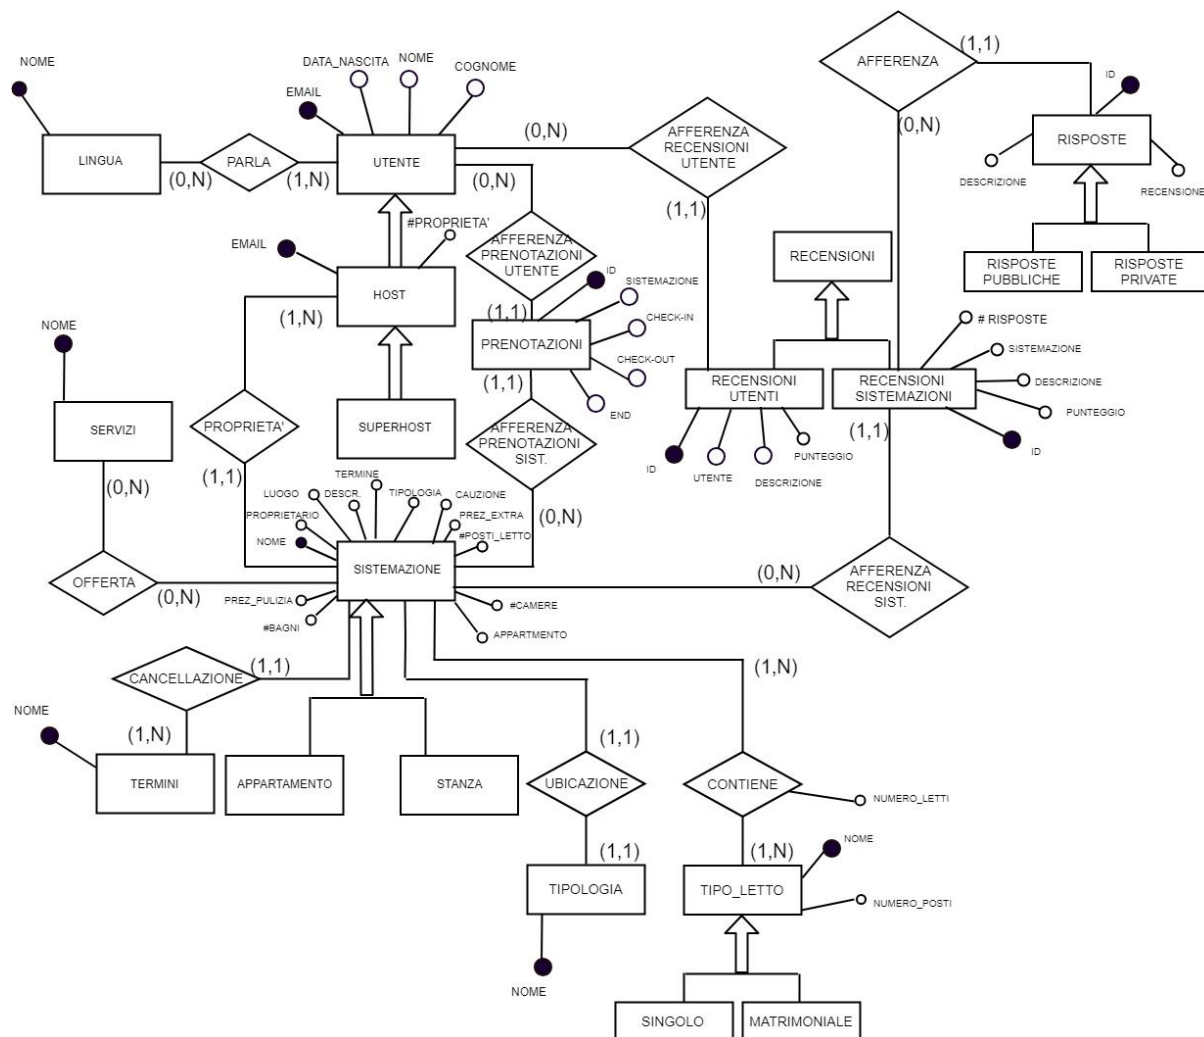 AFFERENZA
(1,1)
(0,N)
ID
RISPOSTE
DESCRIZIONE
RECENSIONE
RISPOSTE
PUBBLICHE
RISPOSTE
PRIVATE
NOME
LINGUA
(0,N)
PARLA
(1,N)
DATA_NASCITA
NOME
COGNOME
EMAIL
UTENTE
(0,N)
(0,N)
AFFERENZA
RECENSIONI
UTENTE
(1,1)
#PROPRIETA'
EMAIL
HOST
(1,N)
AFFERENZA
PRENOTAZIONI
UTENTE
(1,1)
ID
SISTEMAZIONE
CHECK-IN
CHECK-OUT
END
PRENOTAZIONI
(1,1)
RECENSIONI
# RISPOSTE
SISTEMAZIONE
DESCRIZIONE
PUNTEGGIO
ID
RECENSIONI
UTENTI
RECENSIONI
SISTEMAZIONI
(1,1)
ID
UTENTE
DESCRIZIONE
PUNTEGGIO
NOME
SERVIZI
(0,N)
PROPRIETA'
(1,1)
SUPERHOST
AFFERENZA
PRENOTAZIONI
SIST.
(0,N)
TERMINE
LUOGO
DESCR.
TIPOLOGIA
CAUZIONE
PROPRIETARIO
PREZ_EXTRA
NOME
#POSTI_LETTO
SISTEMAZIONE
OFFERTA
(0,N)
(0,N)
AFFERENZA
RECENSIONI
SIST.
PREZ_PULIZIA
#BAGNI
#CAMERE
APPARTMENTO
CANCELLAZIONE
(1,1)
(1,N)
(1,N)
NOME
TERMINI
APPARTAMENTO
STANZA
(1,1)
UBICAZIONE
(1,1)
CONTIENE
NUMERO_LETTI
(1,N)
NOME
TIPOLOGIA
TIPO_LETTO
NUMERO_POSTI
NOME
SINGOLO
MATRIMONIALE